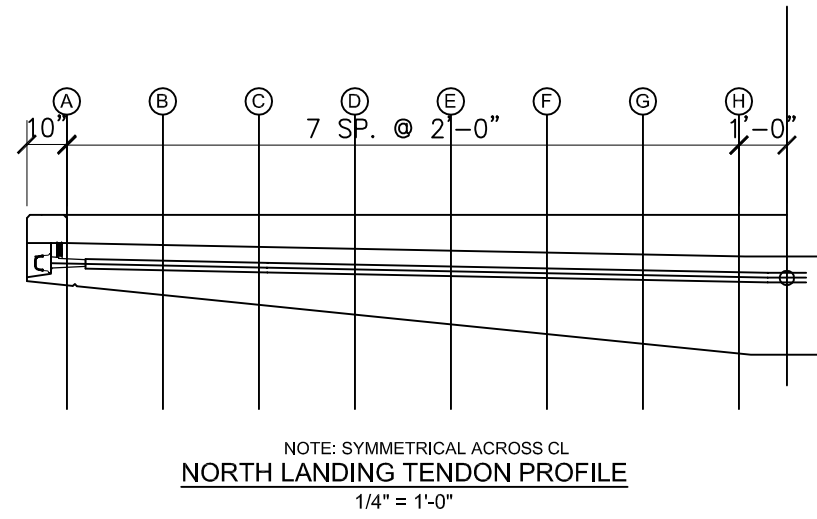 A B C D E F G H
10" 7 SP. @ 2'-0" 1'-0"
NOTE: SYMMETRICAL ACROSS CL
NORTH LANDING TENDON PROFILE
1/4" = 1'-0"